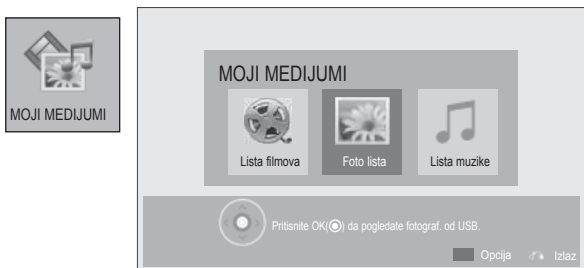 MOJI MEDIJUMI
MOJI MEDIJUMI
Lista filmova
Foto lista
Lista muzike
Pritisnite OK(◉) da pogledate fotograf. od USB.
Opcija
Izlaz